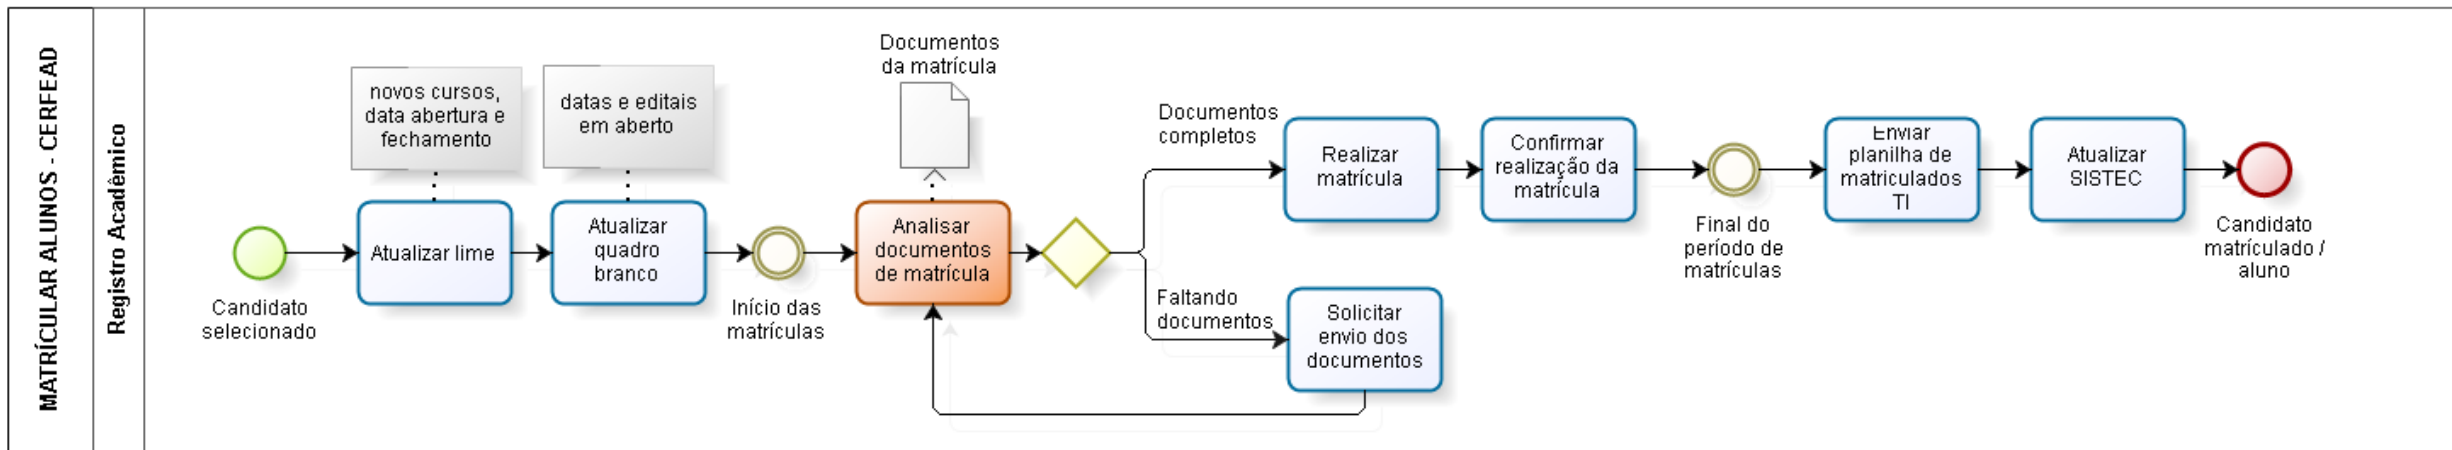 MATRÍCULAR ALUNOS - CERFEAD
Registro Acadêmico
Candidato
selecionado
novos cursos,
data abertura e
fechamento
Atualizar lime
datas e editais
em aberto
Atualizar
quadro
branco
Início das
matrículas
Documentos
da matrícula
Analisar
documentos
de matrícula
Documentos
completos
Faltando
documentos
Realizar
matrícula
Solicitar
envio dos
documentos
Confirmar
realização da
matrícula
Final do
período de
matrículas
Enviar
planilha de
matriculados
TI
Atualizar
SISTEC
Candidato
matrículado /
aluno